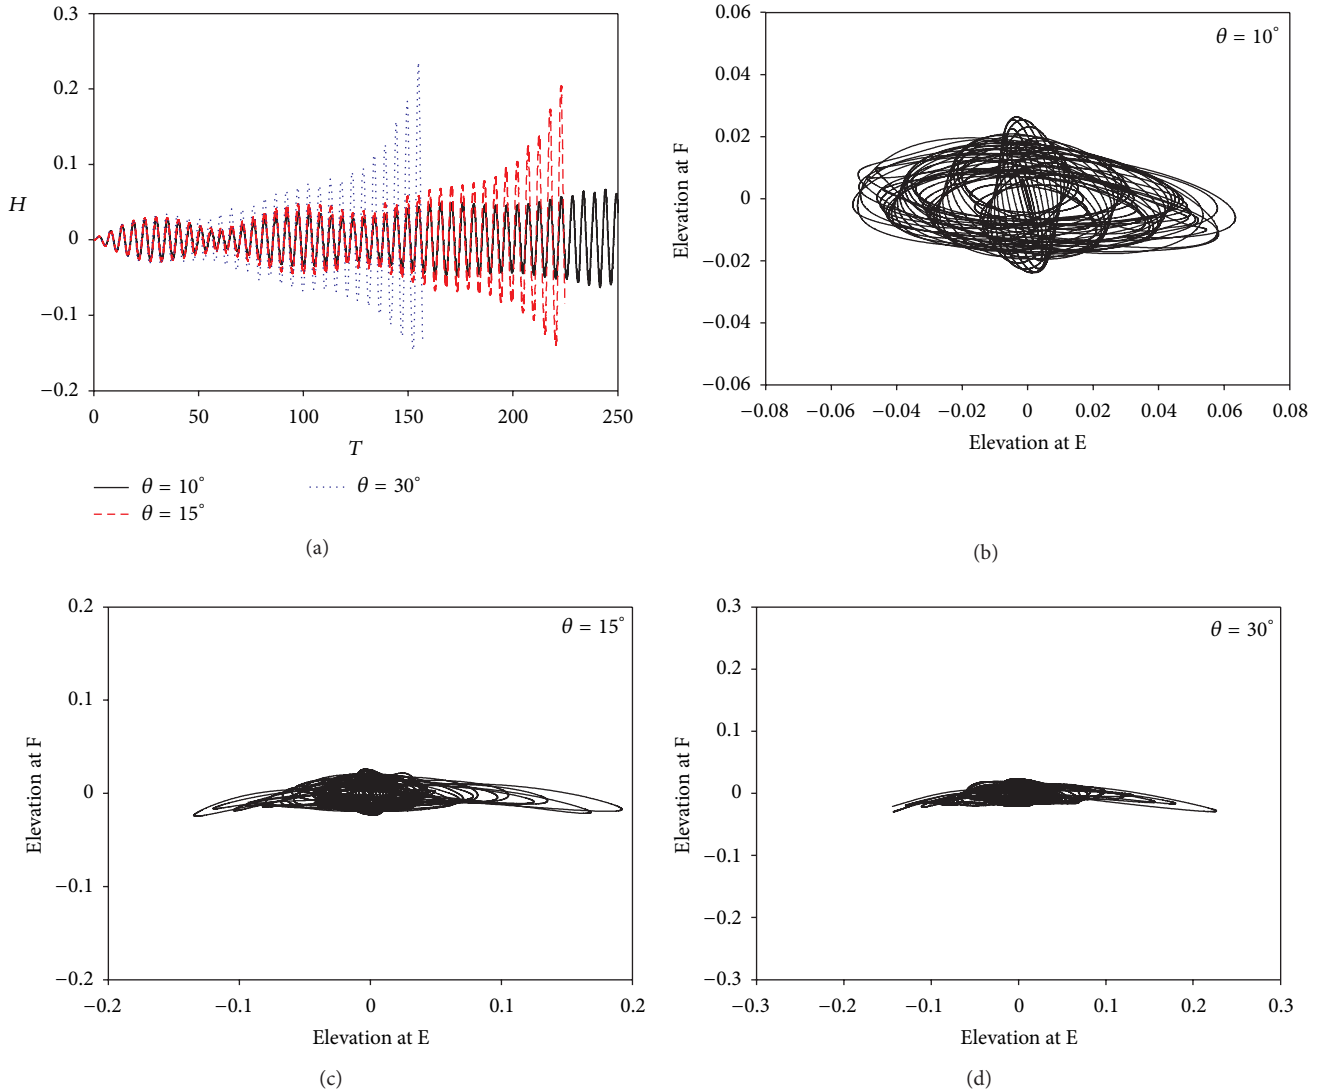 0.3
0.2
0.1
0
−0.1
−0.2
H
0
50
100
150
200
250
T
θ = 10°
θ = 15°
θ = 30°
(a)
0.06
0.04
0.02
0
−0.02
−0.04
−0.06
Elevation at F
θ = 10°
−0.08
−0.06
−0.04
−0.02
0
0.02
0.04
0.06
0.08
Elevation at E
(b)
0.2
0.1
0
−0.1
−0.2
Elevation at F
θ = 15°
−0.2
−0.1
0
0.1
0.2
Elevation at E
(c)
0.3
0.2
0.1
0
−0.1
−0.2
−0.3
Elevation at F
θ = 30°
−0.3
−0.2
−0.1
0
0.1
0.2
0.3
Elevation at E
(d)